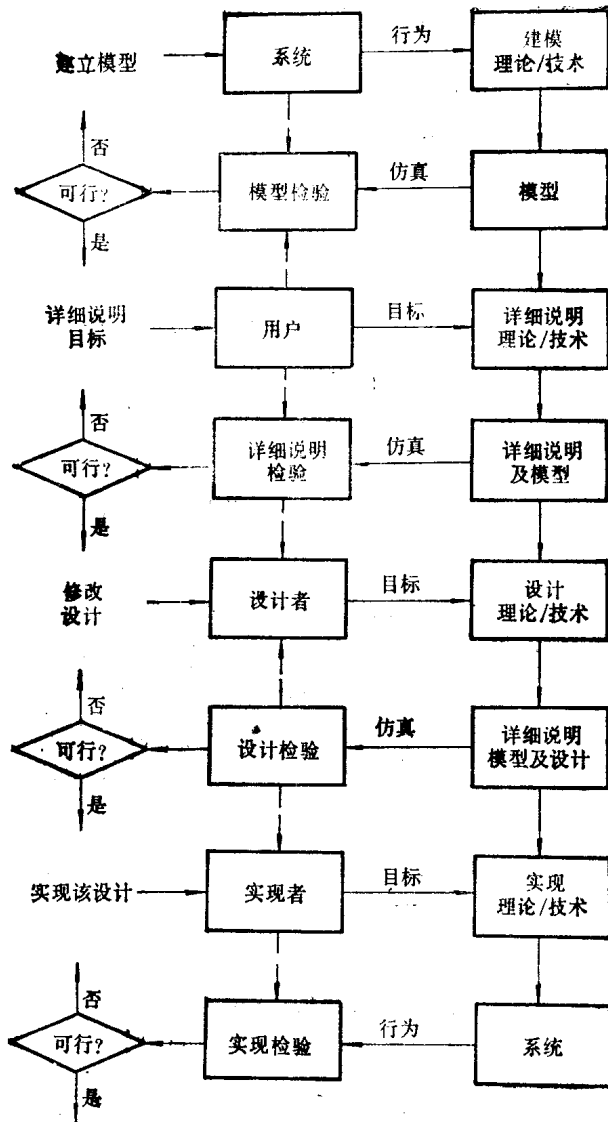 建立模型
系统
行为
建模
理论/技术
否
可行?
是
模型检验
仿真
模型
详细说明
目标
用户
目标
详细说明
理论/技术
否
可行?
是
详细说明
检验
仿真
详细说明
及模型
修改
设计
设计者
目标
设计
理论/技术
否
可行?
是
设计检验
仿真
详细说明
模型及设计
实现该设计
实现者
目标
实现
理论/技术
否
可行?
是
实现检验
行为
系统